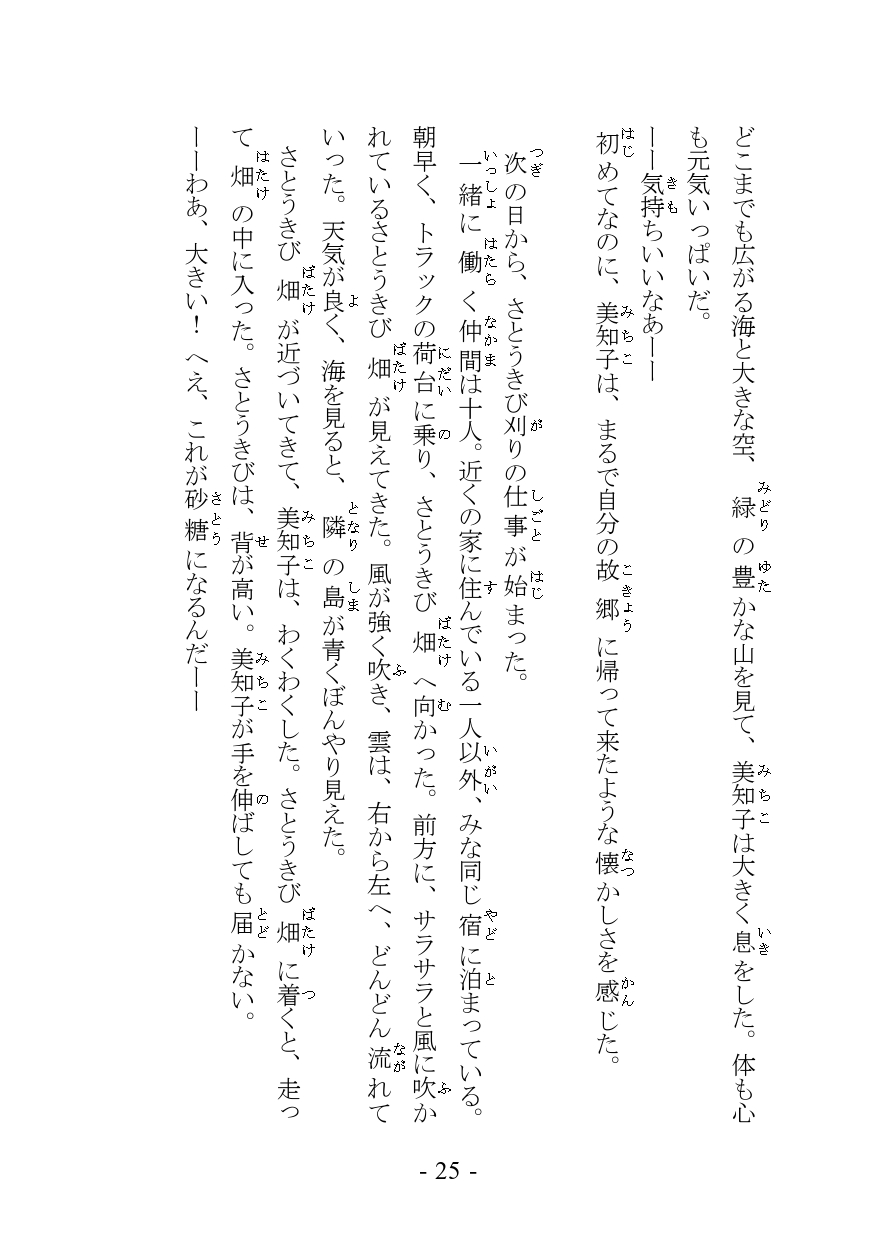 どこまでも広がる海と大きな空、緑の豊かな山を見て、美知子は大きく息をした。体も心
も元気いっぱいだ。
――気持ちいいなあ――
初めてなのに、美知子は、まるで自分の故郷に帰って来たような懐かしさを感じた。
次の日から、さとうきび刈りの仕事が始まった。
一緒に働く仲間は十人。近くの家に住んでいる一人以外、みな同じ宿に泊まっている。
朝早く、トラックの荷台に乗り、さとうきび畑へ向かった。前方に、サラサラと風に吹か
れているさとうきび畑が見えてきた。風が強く吹き、雲は、右から左へ、どんどん流れて
いった。天気が良く、海を見ると、隣の島が青くぼんやり見えた。
さとうきび畑が近づいてきて、美知子は、わくわくした。さとうきび畑に着くと、走っ
て畑の中に入った。さとうきびは、背が高い。美知子が手を伸ばしても届かない。
――わあ、大きい！へえ、これが砂糖になるんだ――
- 25 -